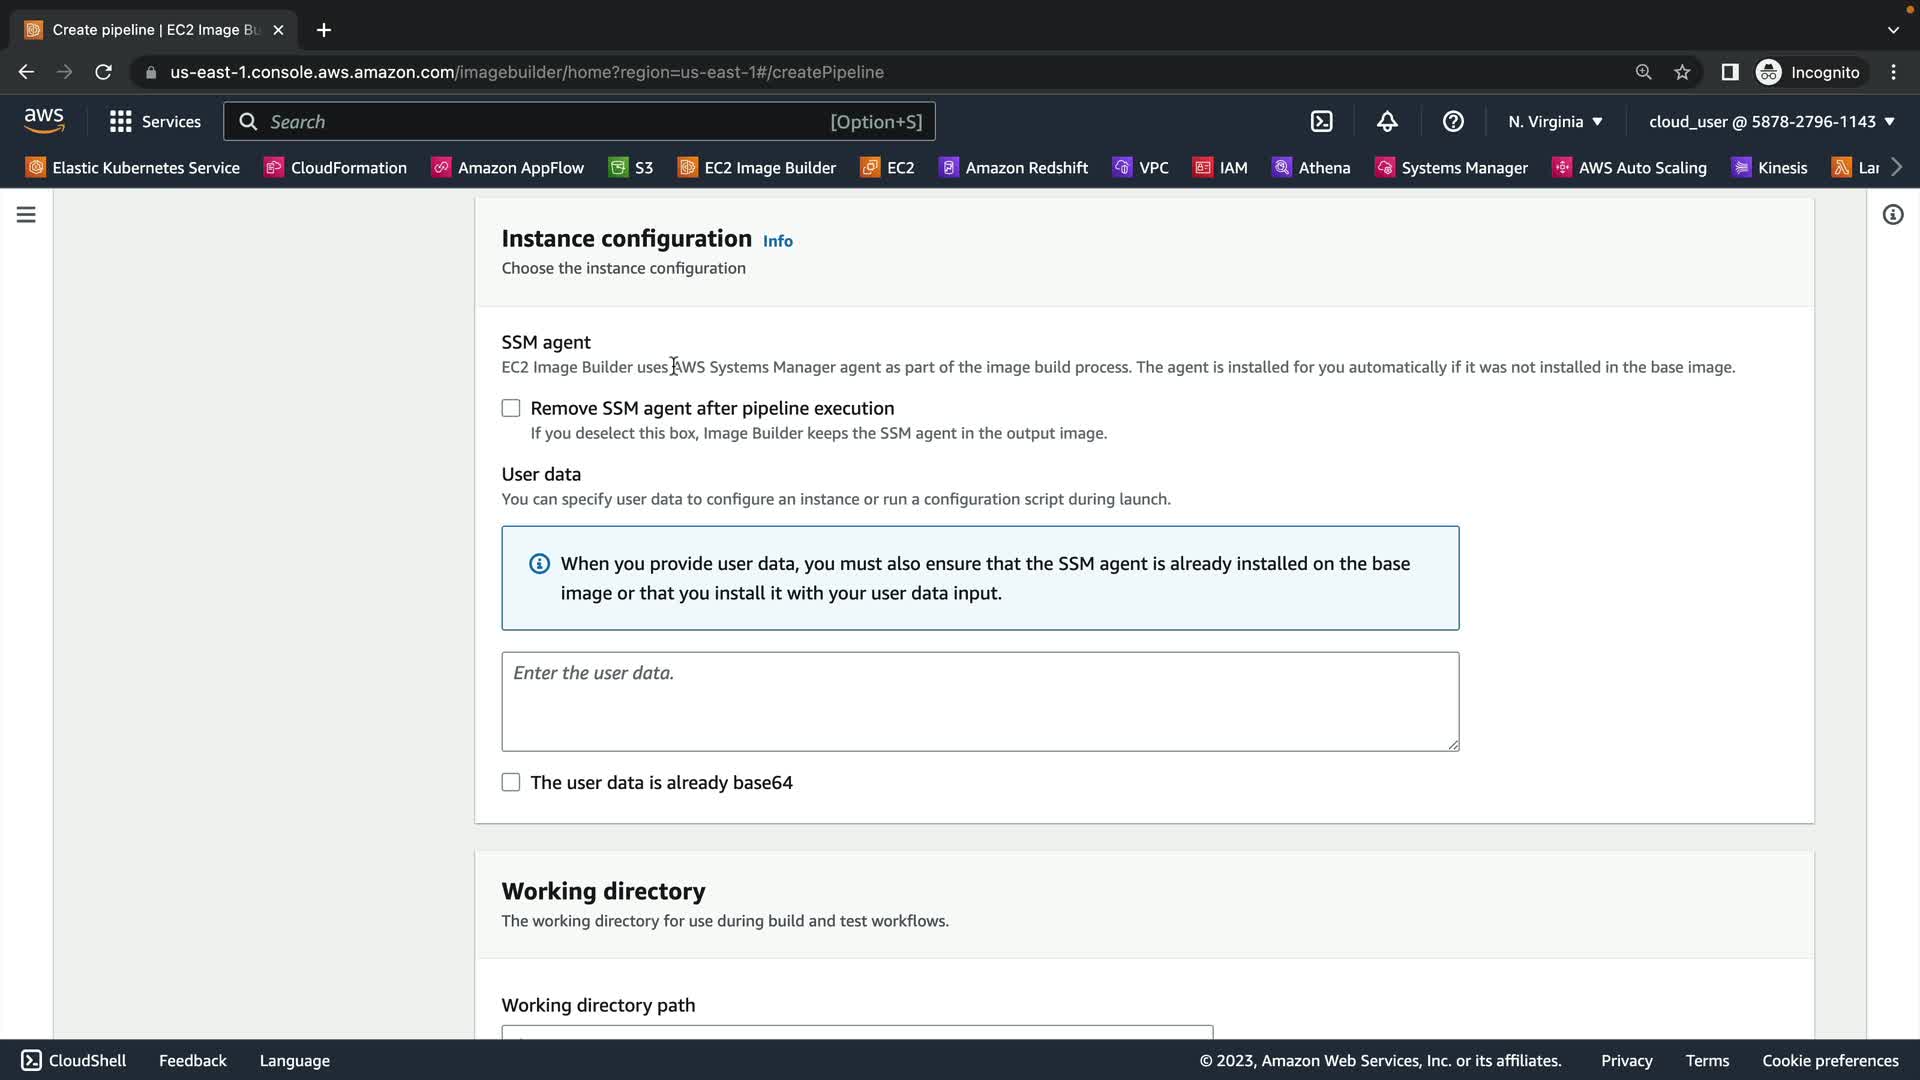 Create pipeline | EC2 Image Bu
us-east-1.console.aws.amazon.com/imagebuilder/home?region=us-east-1#/createPipeline
Incognito
aws
Services
Search
[Option+S]
N. Virginia
cloud_user @ 5878-2796-1143
Elastic Kubernetes Service
CloudFormation
Amazon AppFlow
S3
EC2 Image Builder
EC2
Amazon Redshift
VPC
IAM
Athena
Systems Manager
AWS Auto Scaling
Kinesis
Lar
Instance configuration Info
Choose the instance configuration
SSM agent
EC2 Image Builder uses AWS Systems Manager agent as part of the image build process. The agent is installed for you automatically if it was not installed in the base image.
Remove SSM agent after pipeline execution
If you deselect this box, Image Builder keeps the SSM agent in the output image.
User data
You can specify user data to configure an instance or run a configuration script during launch.
When you provide user data, you must also ensure that the SSM agent is already installed on the base
image or that you install it with your user data input.
Enter the user data.
The user data is already base64
Working directory
The working directory for use during build and test workflows.
Working directory path
CloudShell
Feedback
Language
© 2023, Amazon Web Services, Inc. or its affiliates.
Privacy
Terms
Cookie preferences